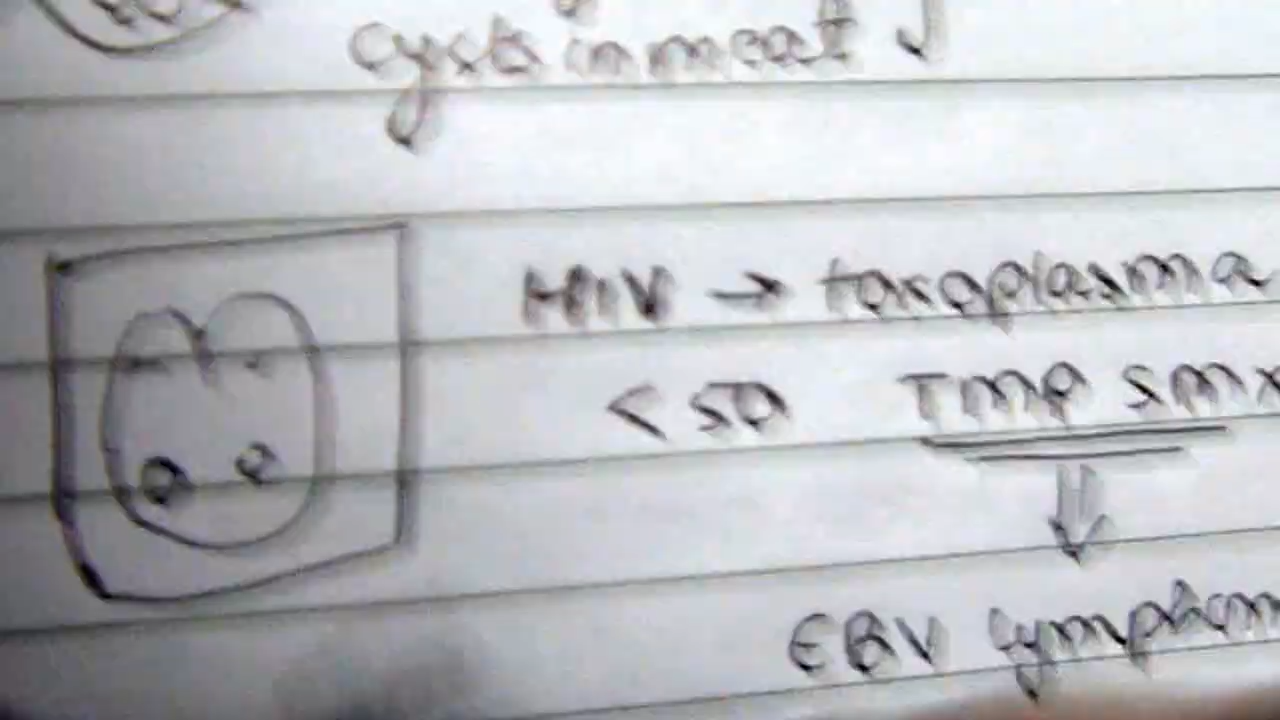 cysts in meat
HIV → toxoplasma
< 50 TMP SMX
⇓
EBV lymphom